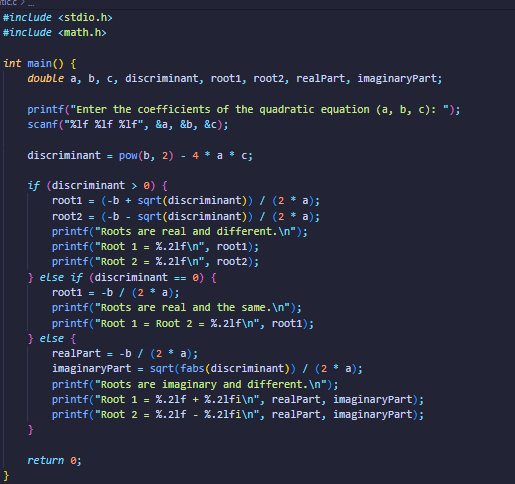 #include <stdio.h>
#include <math.h>

int main() {
    double a, b, c, discriminant, root1, root2, realPart, imaginaryPart;

    printf("Enter the coefficients of the quadratic equation (a, b, c): ");
    scanf("%lf %lf %lf", &a, &b, &c);

    discriminant = pow(b, 2) - 4 * a * c;

    if (discriminant > 0) {
        root1 = (-b + sqrt(discriminant)) / (2 * a);
        root2 = (-b - sqrt(discriminant)) / (2 * a);
        printf("Roots are real and different.\n");
        printf("Root 1 = %.2lf\n", root1);
        printf("Root 2 = %.2lf\n", root2);
    } else if (discriminant == 0) {
        root1 = -b / (2 * a);
        printf("Roots are real and the same.\n");
        printf("Root 1 = Root 2 = %.2lf\n", root1);
    } else {
        realPart = -b / (2 * a);
        imaginaryPart = sqrt(fabs(discriminant)) / (2 * a);
        printf("Roots are imaginary and different.\n");
        printf("Root 1 = %.2lf + %.2lfi\n", realPart, imaginaryPart);
        printf("Root 2 = %.2lf - %.2lfi\n", realPart, imaginaryPart);
    }

    return 0;
}